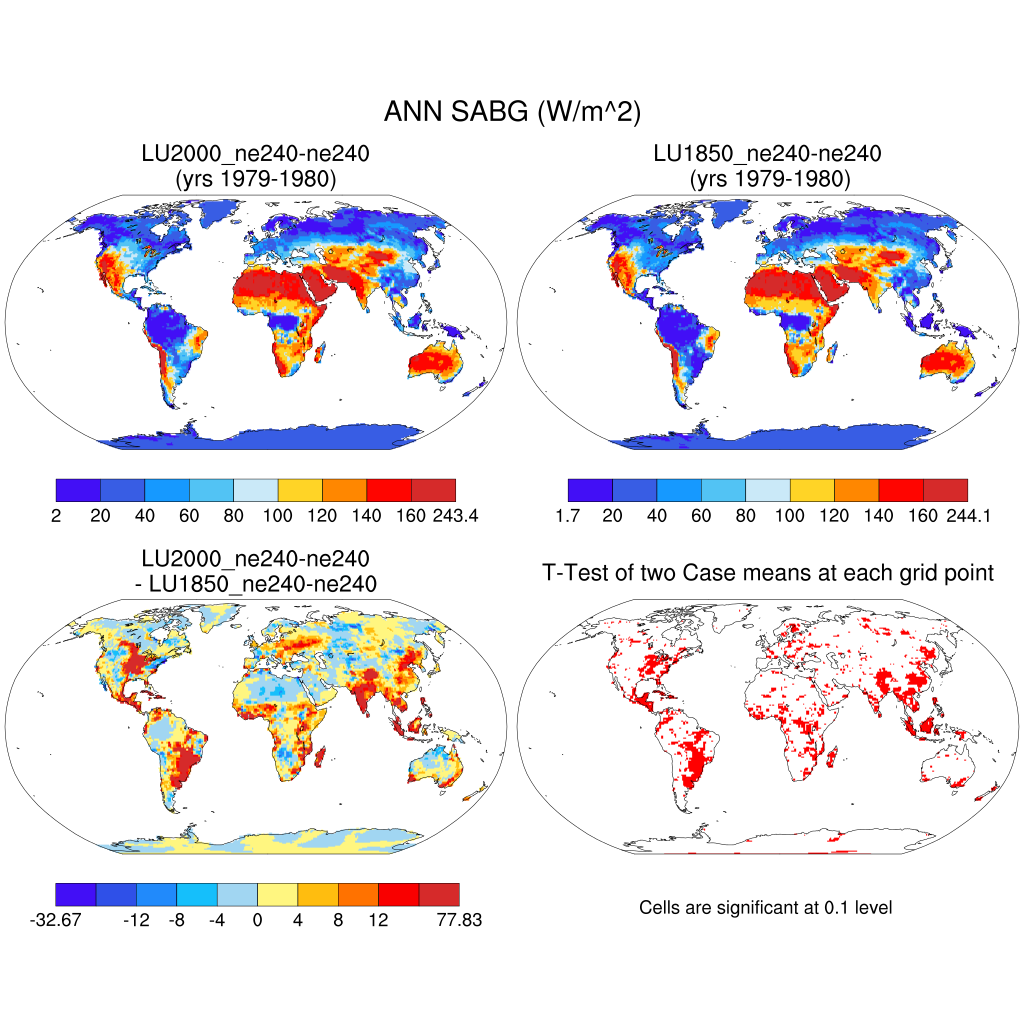 ANN SABG (W/m^2)
LU2000_ne240-ne240
(yrs 1979-1980)
LU1850_ne240-ne240
(yrs 1979-1980)
2 20 40 60 80 100 120 140 160 243.4
1.7 20 40 60 80 100 120 140 160 244.1
LU2000_ne240-ne240
- LU1850_ne240-ne240
T-Test of two Case means at each grid point
-32.67 -12 -8 -4 0 4 8 12 77.83
Cells are significant at 0.1 level